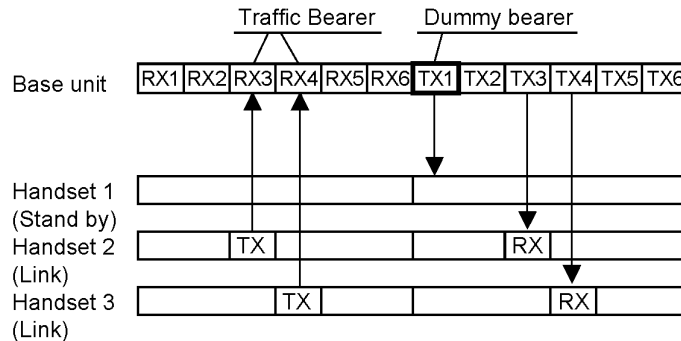 Traffic Bearer Dummy bearer
Base unit RX1 RX2 RX3 RX4 RX5 RX6 TX1 TX2 TX3 TX4 TX5 TX6
Handset 1
(Stand by)
Handset 2 TX RX
(Link)
Handset 3 TX RX
(Link)